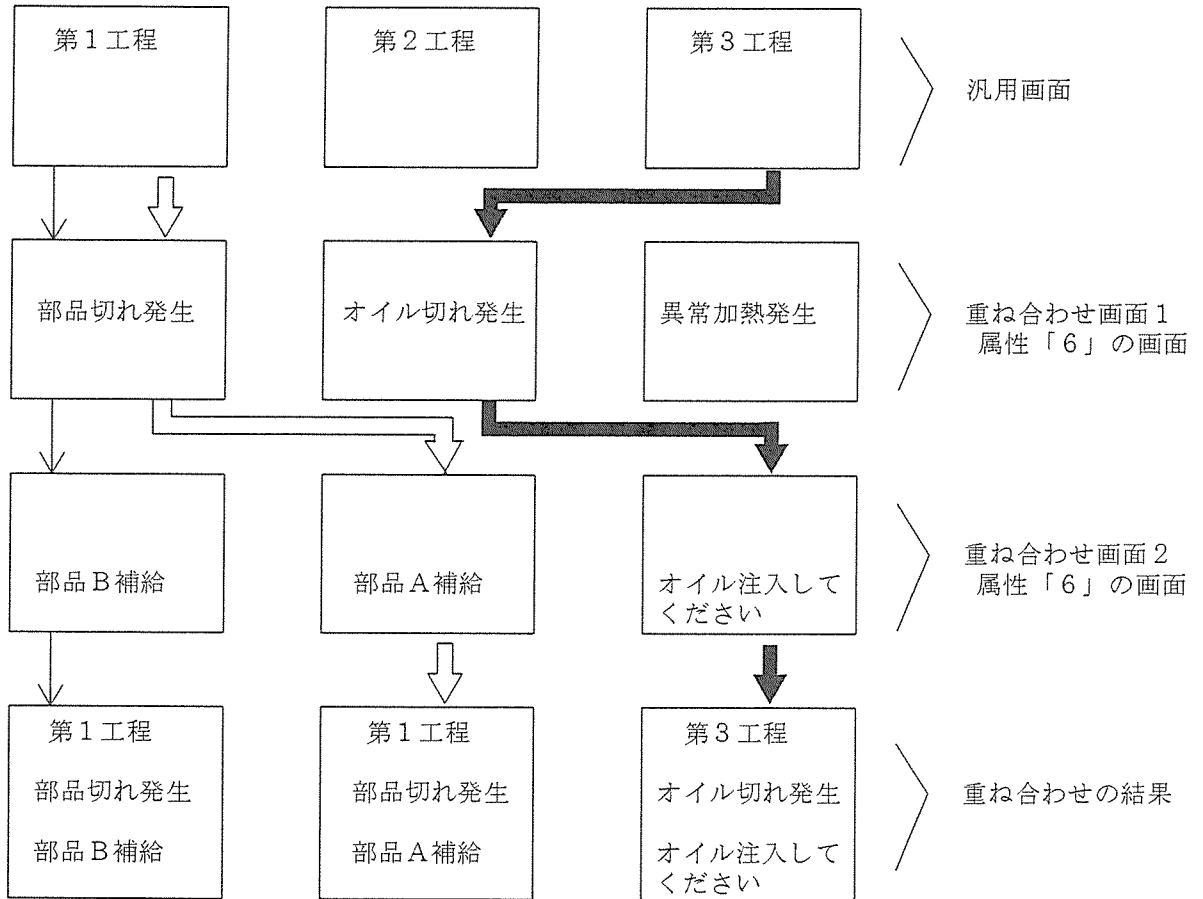 第１工程
第２工程
第３工程
汎用画面
部品切れ発生
オイル切れ発生
異常加熱発生
重ね合わせ画面１
属性「６」の画面
部品Ｂ補給
部品Ａ補給
オイル注入して
ください
重ね合わせ画面２
属性「６」の画面
第１工程
部品切れ発生
部品Ｂ補給
第１工程
部品切れ発生
部品Ａ補給
第３工程
オイル切れ発生
オイル注入して
ください
重ね合わせの結果